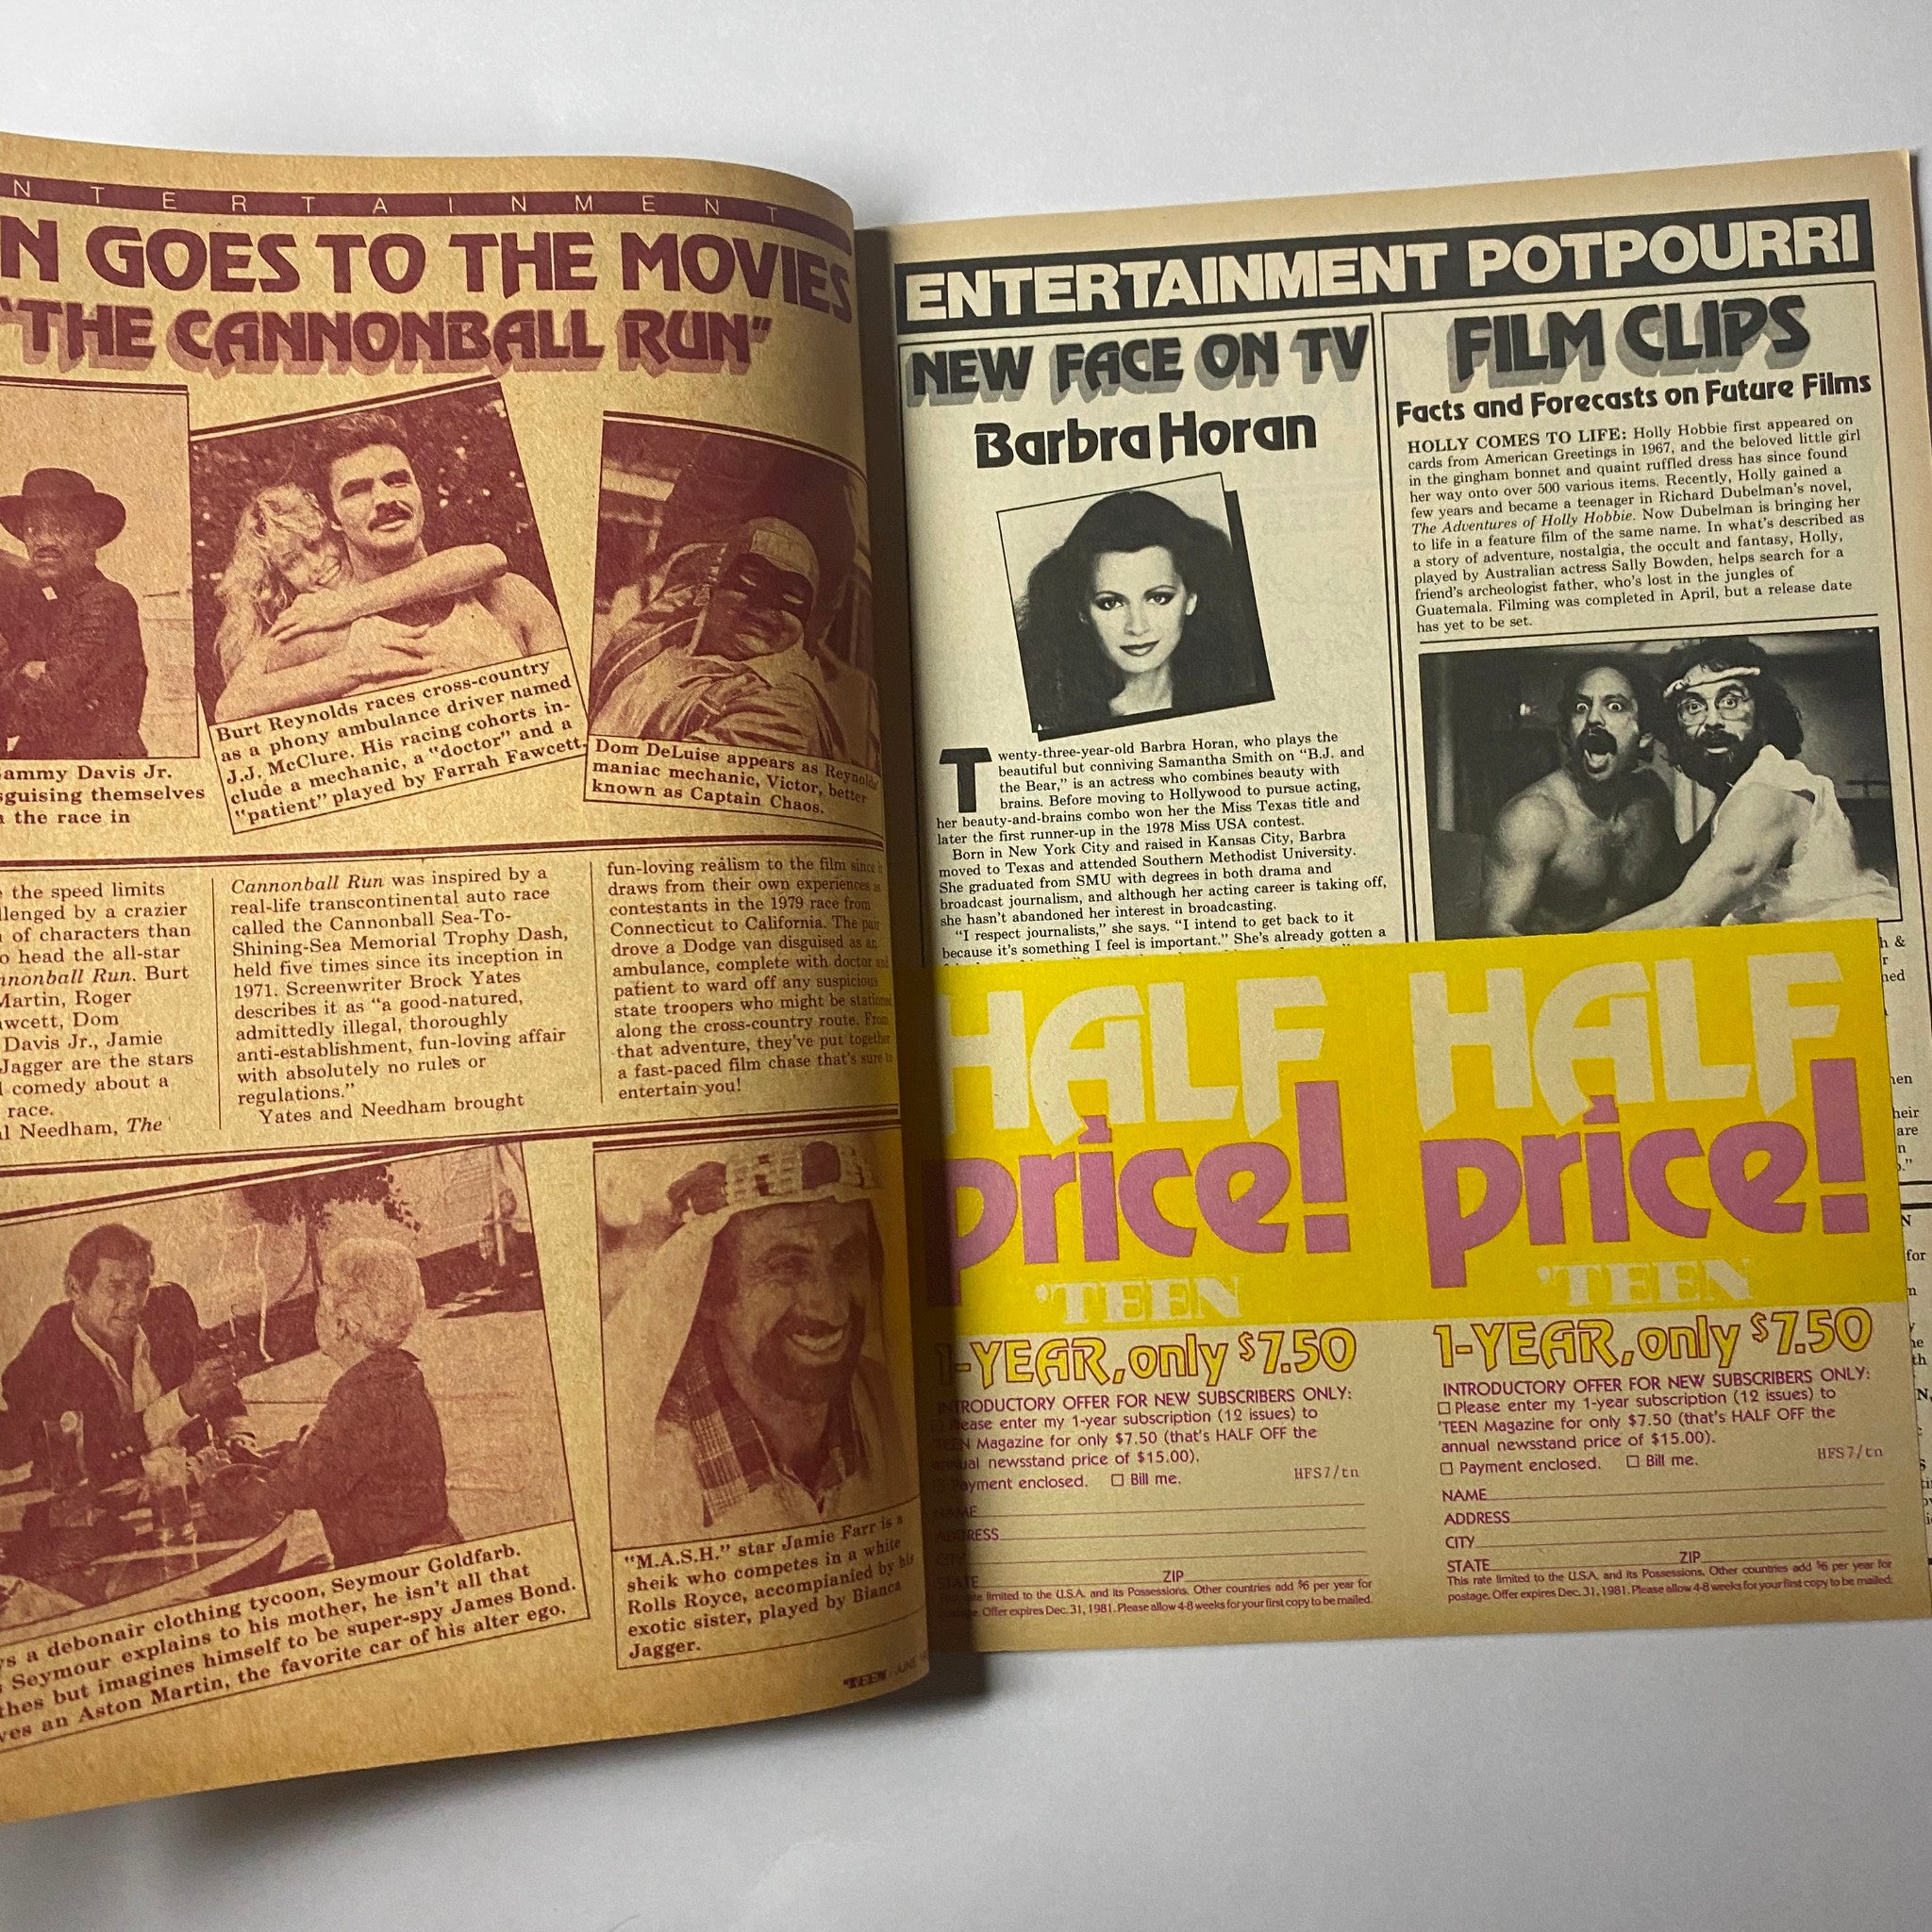 NTERTAINMENT
N GOES TO THE MOVIES
"THE CANNONBALL RUN"
ammy Davis Jr.
sguising themselves
the race in
Burt Reynolds races cross-country
as a phony ambulance driver named
J.J. McClure. His racing cohorts in-
clude a mechanic, a "doctor" and a
"patient" played by Farrah Fawcett.
Dom DeLuise appears as Reynolds'
maniac mechanic, Victor, better
known as Captain Chaos.
the speed limits
llenged by a crazier
of characters than
o head the all-star
nnonball Run. Burt
Martin, Roger
wcett, Dom
Davis Jr., Jamie
Jagger are the stars
comedy about a
race.
l Needham, The
Cannonball Run was inspired by a
real-life transcontinental auto race
called the Cannonball Sea-To-
Shining-Sea Memorial Trophy Dash,
held five times since its inception in
1971. Screenwriter Brock Yates
describes it as "a good-natured,
admittedly illegal, thoroughly
anti-establishment, fun-loving affair
with absolutely no rules or
regulations."
Yates and Needham brought
fun-loving realism to the film since it
draws from their own experiences as
contestants in the 1979 race from
Connecticut to California. The pair
drove a Dodge van disguised as an
ambulance, complete with doctor and
patient to ward off any suspicious
state troopers who might be stationed
along the cross-country route. From
that adventure, they've put together
a fast-paced film chase that's sure to
entertain you!
ys a debonair clothing tycoon, Seymour Goldfarb.
Seymour explains to his mother, he isn't all that
thes but imagines himself to be super-spy James Bond.
ves an Aston Martin, the favorite car of his alter ego.
"M.A.S.H." star Jamie Farr is a
sheik who competes in a white
Rolls Royce, accompianied by his
exotic sister, played by Bianca
Jagger.
'TEEN JUNE
ENTERTAINMENT POTPOURRI
NEW FACE ON TV
Barbra Horan
Twenty-three-year-old Barbra Horan, who plays the
beautiful but conniving Samantha Smith on "B.J. and
the Bear," is an actress who combines beauty with
brains. Before moving to Hollywood to pursue acting,
her beauty-and-brains combo won her the Miss Texas title and
later the first runner-up in the 1978 Miss USA contest.
Born in New York City and raised in Kansas City, Barbra
moved to Texas and attended Southern Methodist University.
She graduated from SMU with degrees in both drama and
broadcast journalism, and although her acting career is taking off,
she hasn't abandoned her interest in broadcasting.
"I respect journalists," she says. "I intend to get back to it
because it's something I feel is important." She's already gotten a
FILM CLIPS
Facts and Forecasts on Future Films
HOLLY COMES TO LIFE: Holly Hobbie first appeared on
cards from American Greetings in 1967, and the beloved little girl
in the gingham bonnet and quaint ruffled dress has since found
her way onto over 500 various items. Recently, Holly gained a
few years and became a teenager in Richard Dubelman's novel,
The Adventures of Holly Hobbie. Now Dubelman is bringing her
to life in a feature film of the same name. In what's described as
a story of adventure, nostalgia, the occult and fantasy, Holly,
played by Australian actress Sally Bowden, helps search for a
friend's archeologist father, who's lost in the jungles of
Guatemala. Filming was completed in April, but a release date
has yet to be set.
HALF
price!
'TEEN
1-YEAR, only $7.50
INTRODUCTORY OFFER FOR NEW SUBSCRIBERS ONLY:
Please enter my 1-year subscription (12 issues) to
'TEEN Magazine for only $7.50 (that's HALF OFF the
annual newsstand price of $15.00).
Payment enclosed. □ Bill me. HFS7/tn
NAME
ADDRESS
CITY
STATE ZIP
rate limited to the U.S.A. and its Possessions. Other countries add $6 per year for
postage. Offer expires Dec. 31, 1981. Please allow 4-8 weeks for your first copy to be mailed.
HALF
price!
'TEEN
1-YEAR, only $7.50
INTRODUCTORY OFFER FOR NEW SUBSCRIBERS ONLY:
□ Please enter my 1-year subscription (12 issues) to
'TEEN Magazine for only $7.50 (that's HALF OFF the
annual newsstand price of $15.00).
□ Payment enclosed. □ Bill me. HFS7/tn
NAME
ADDRESS
CITY
STATE ZIP
This rate limited to the U.S.A. and its Possessions. Other countries add $6 per year for
postage. Offer expires Dec. 31, 1981. Please allow 4-8 weeks for your first copy to be mailed.